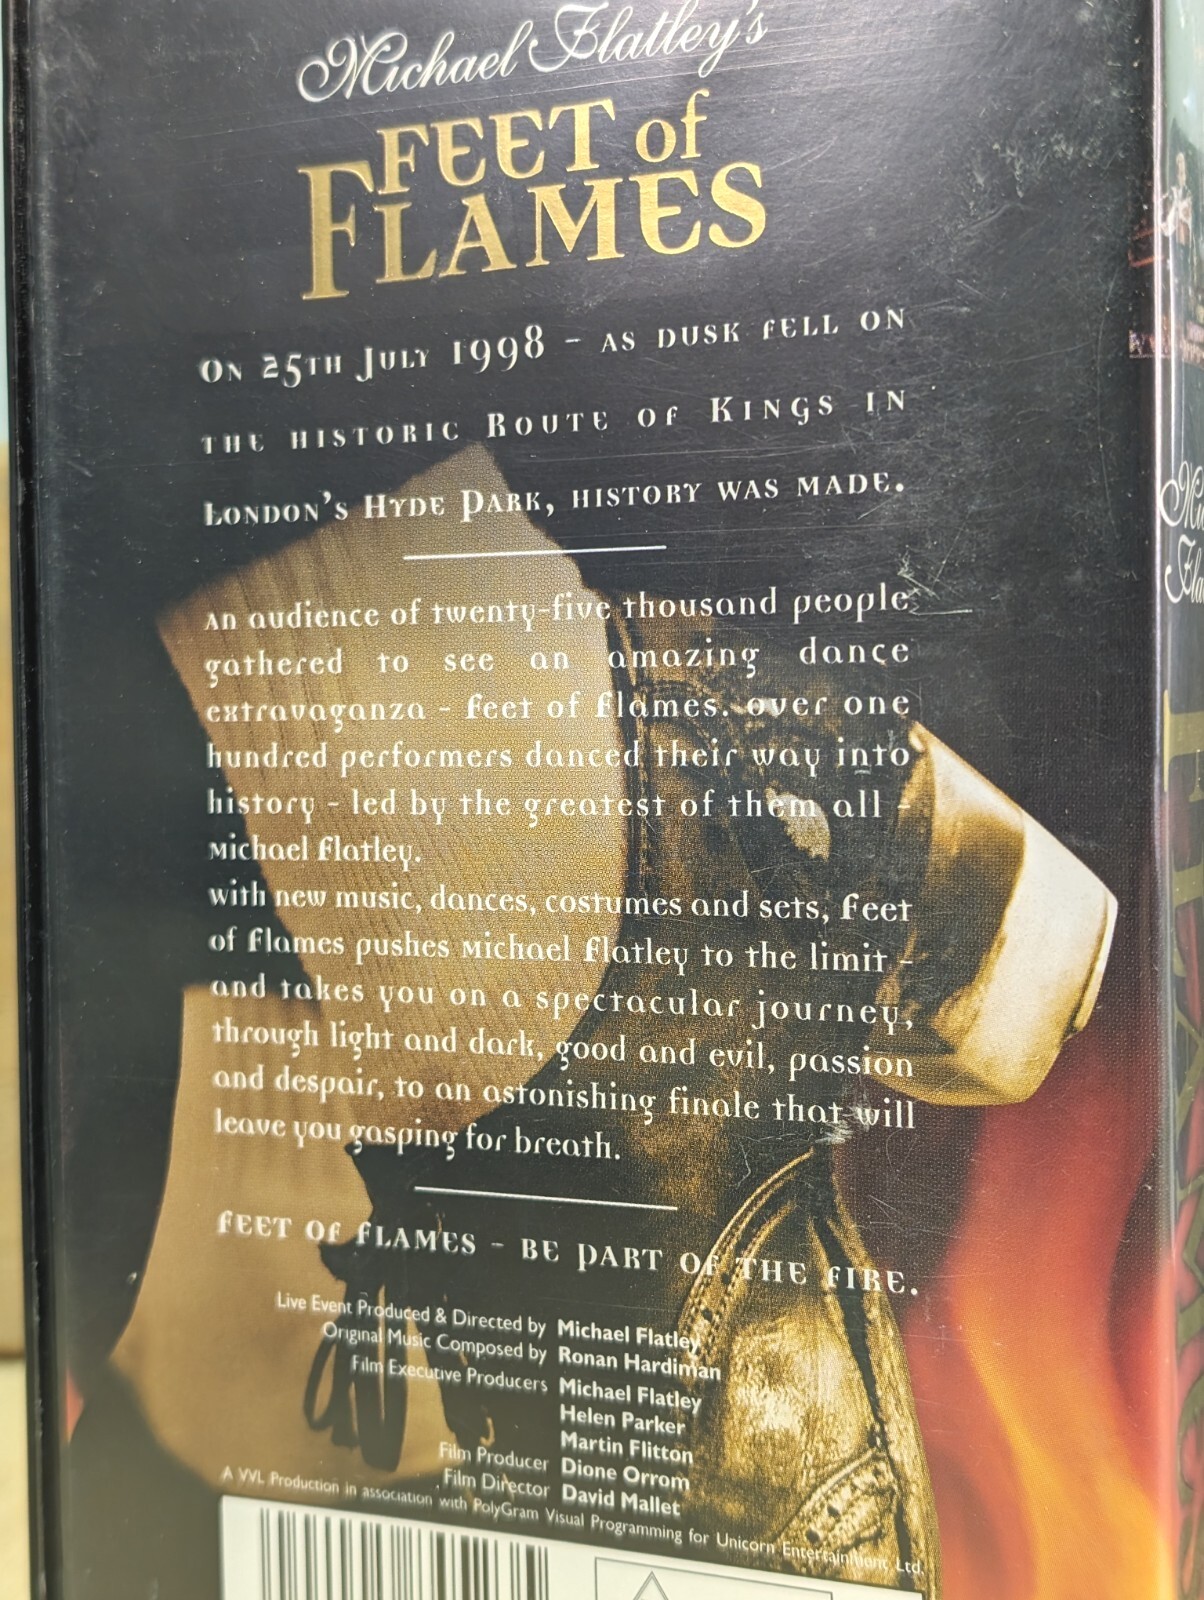 Michael Flatley's
FEET of
FLAMES
On 25th July 1998 - as dusk fell on
the historic Route of Kings in
London's Hyde Park, history was made.
An audience of twenty-five thousand people
gathered to see an amazing dance
extravaganza - Feet of Flames. Over one
hundred performers danced their way into
history - led by the greatest of them all -
Michael Flatley.
With new music, dances, costumes and sets, Feet
of Flames pushes Michael Flatley to the limit -
and takes you on a spectacular journey,
through light and dark, good and evil, passion
and despair, to an astonishing finale that will
leave you gasping for breath.
FEET OF FLAMES - BE PART OF THE FIRE.
Live Event Produced & Directed by Michael Flatley
Original Music Composed by Ronan Hardiman
Film Executive Producers Michael Flatley
Helen Parker
Martin Flitton
Film Producer Dione Orrom
Film Director David Mallet
A VVL Production in association with PolyGram Visual Programming for Unicorn Entertainment Ltd.